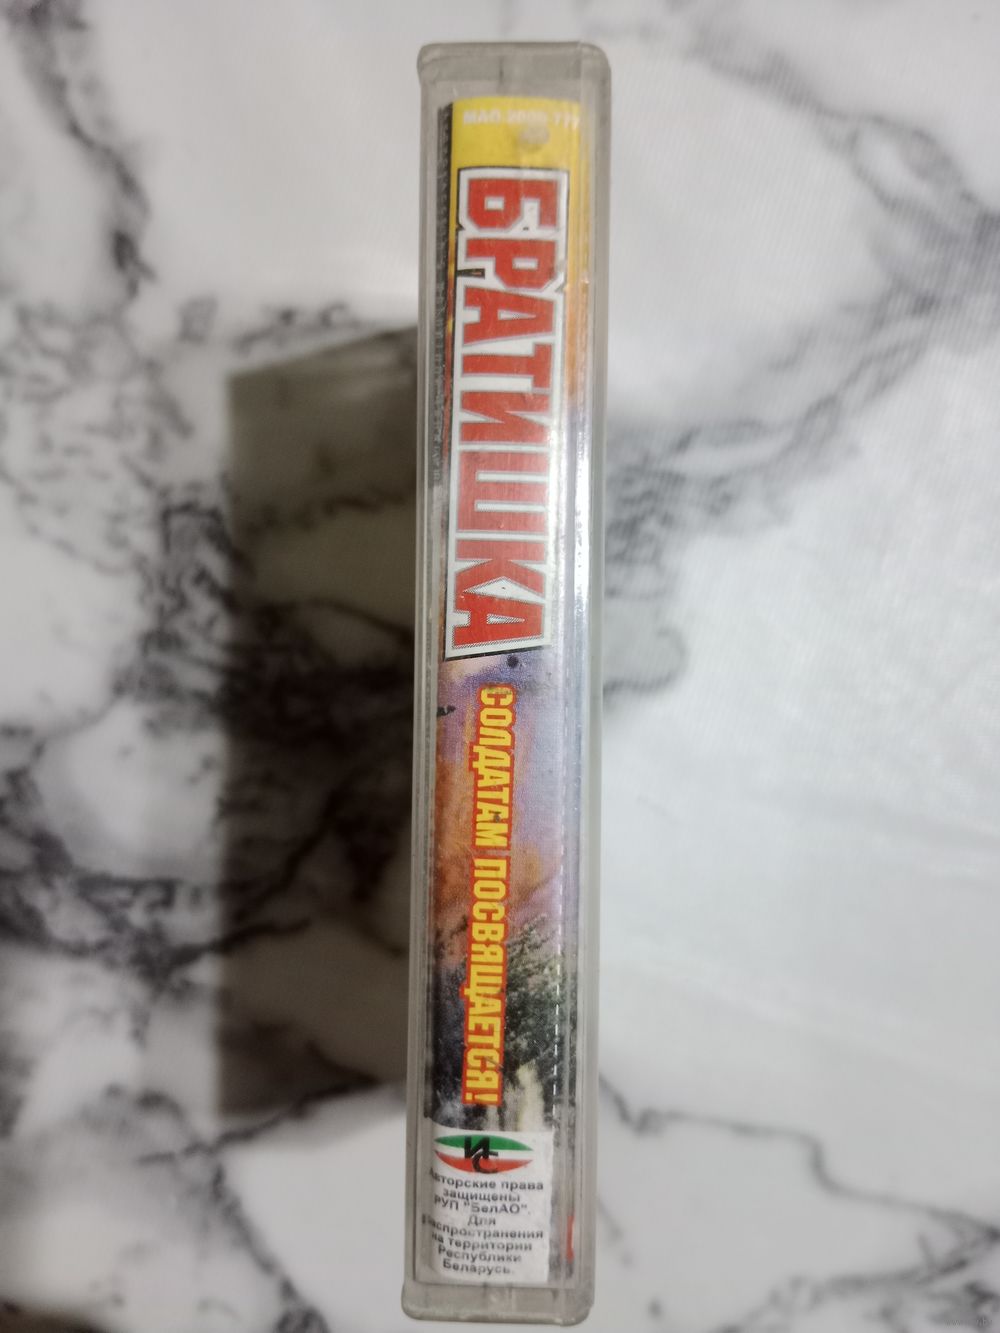 БРАТИШКА
СОЛДАТАМ ПОСВЯЩАЕТСЯ!
ИС
Авторские права
защищены
РУП "БелАО".
Для
распространения
на территории
Республики
Беларусь.